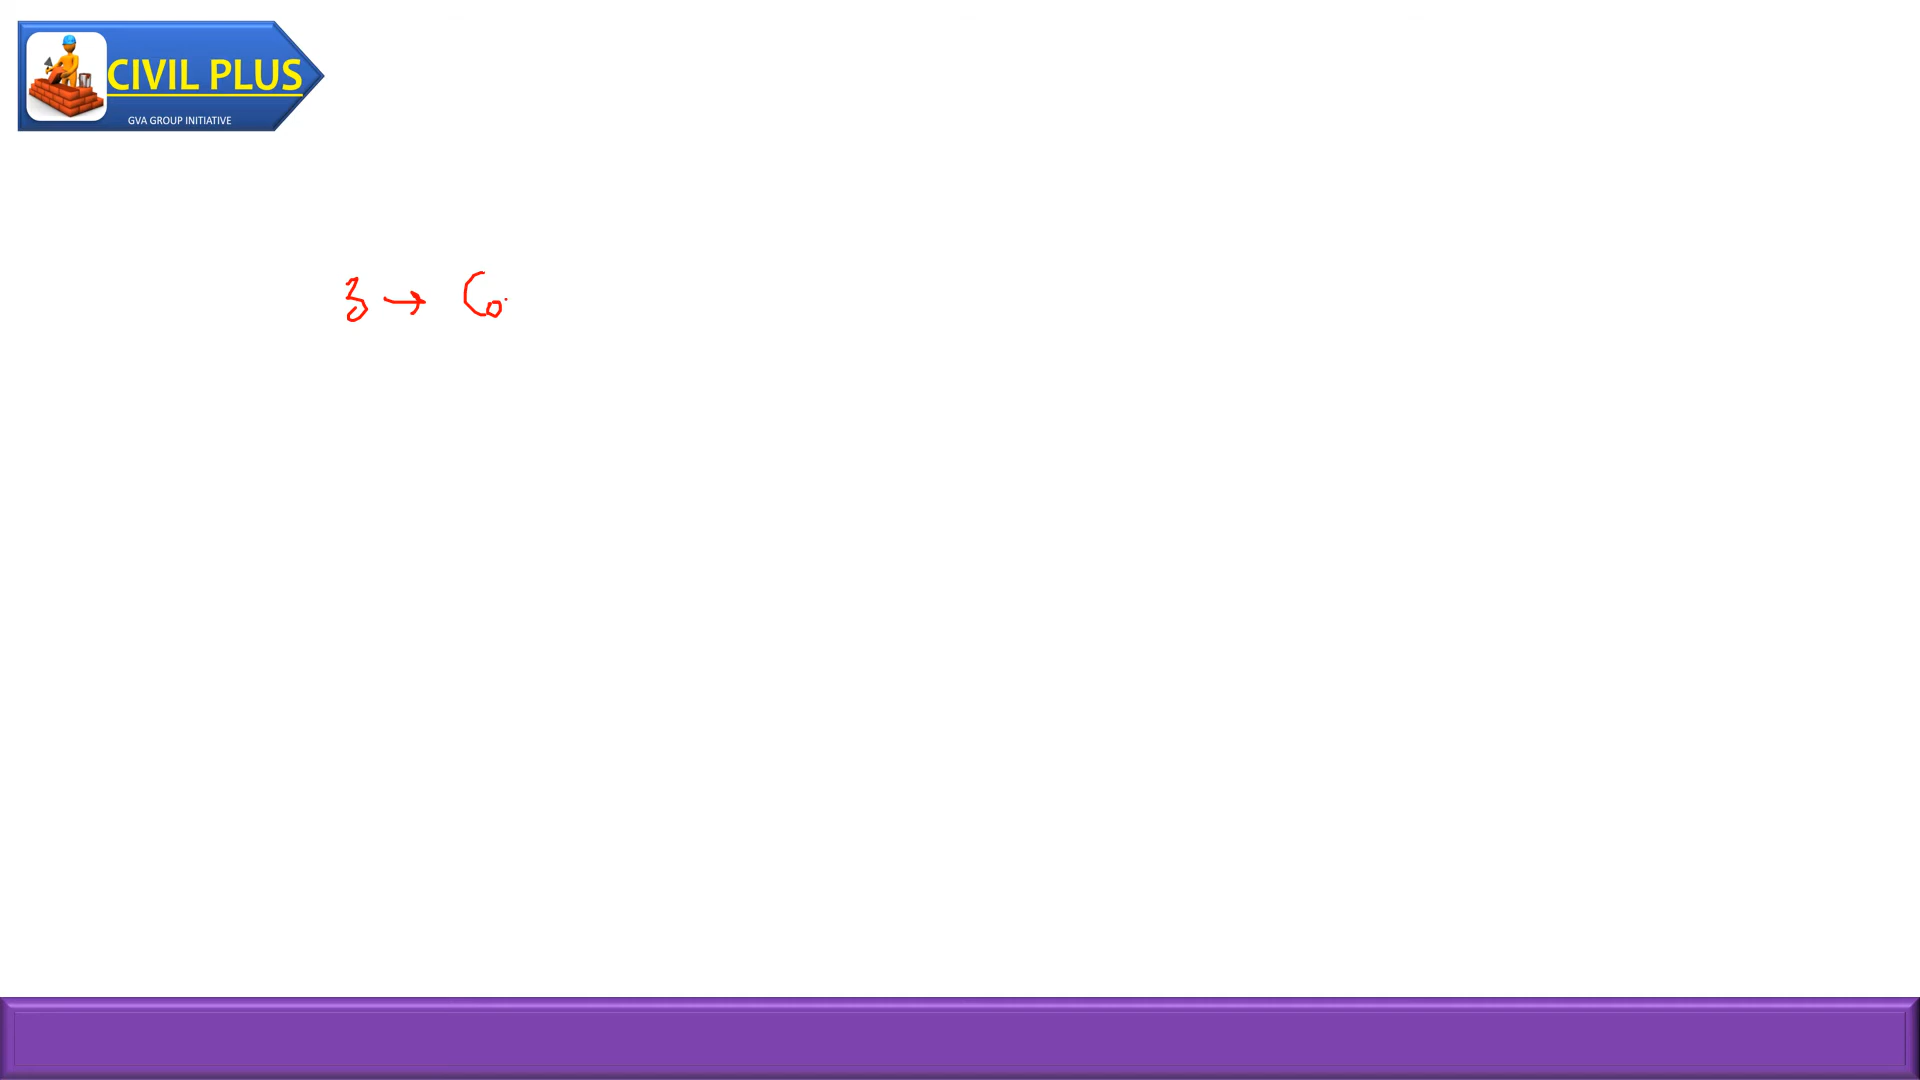 CIVIL PLUS
GVA GROUP INITIATIVE
3 → Co